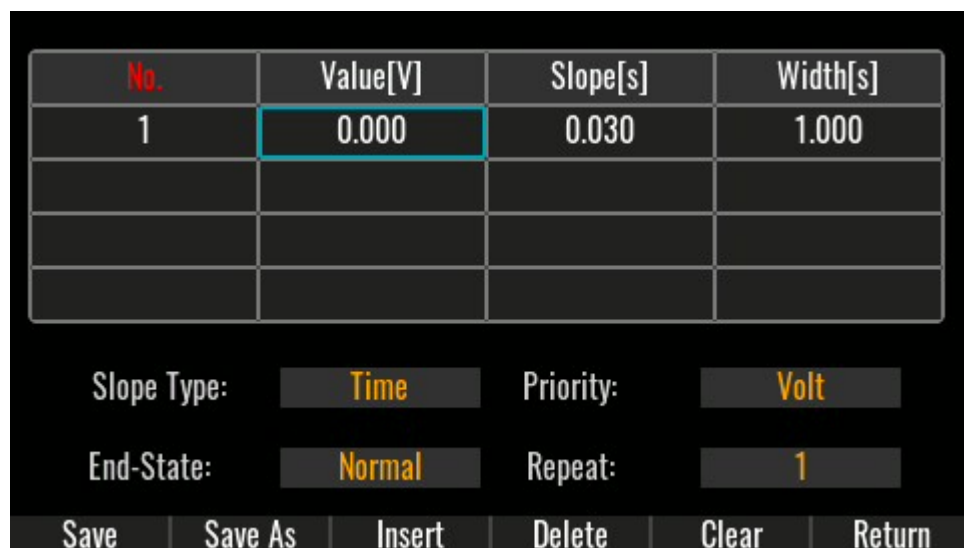 No. Value[V] Slope[s] Width[s]
1 0.000 0.030 1.000
Slope Type: Time Priority: Volt
End-State: Normal Repeat: 1
Save Save As Insert Delete Clear Return